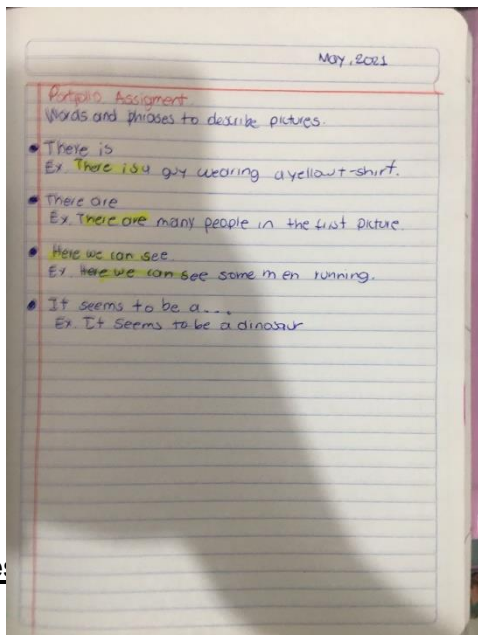 May, 2021
Portfolio Assigment
Words and phrases to describe pictures.
There is
Ex. There is a guy wearing a yellow t-shirt.
There are
Ex. There are many people in the first picture.
Here we can see
Ex. Here we can see some men running.
It seems to be a...
Ex. It seems to be a dinosaur